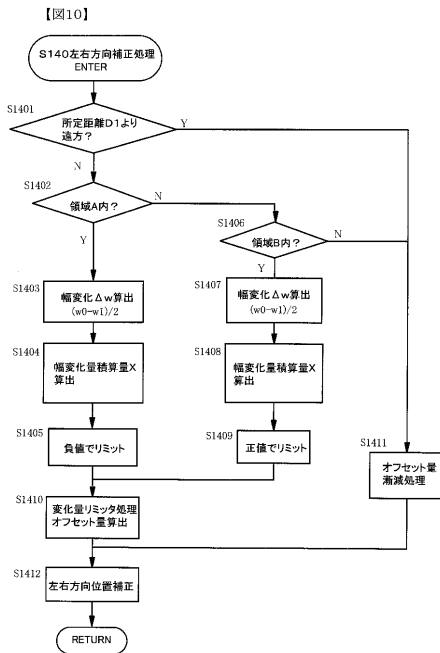 【図10】
S140左右方向補正処理
ENTER
S1401
所定距離D1より
遠方？
Y
N
S1402
領域A内？
N
Y
S1406
領域B内？
N
Y
S1403
幅変化Δw算出
(w0-w1)/2
S1407
幅変化Δw算出
(w0-w1)/2
S1404
幅変化量積算量X
算出
S1408
幅変化量積算量X
算出
S1405
負値でリミット
S1409
正値でリミット
S1411
オフセット量
漸減処理
S1410
変化量リミッタ処理
オフセット量算出
S1412
左右方向位置補正
RETURN